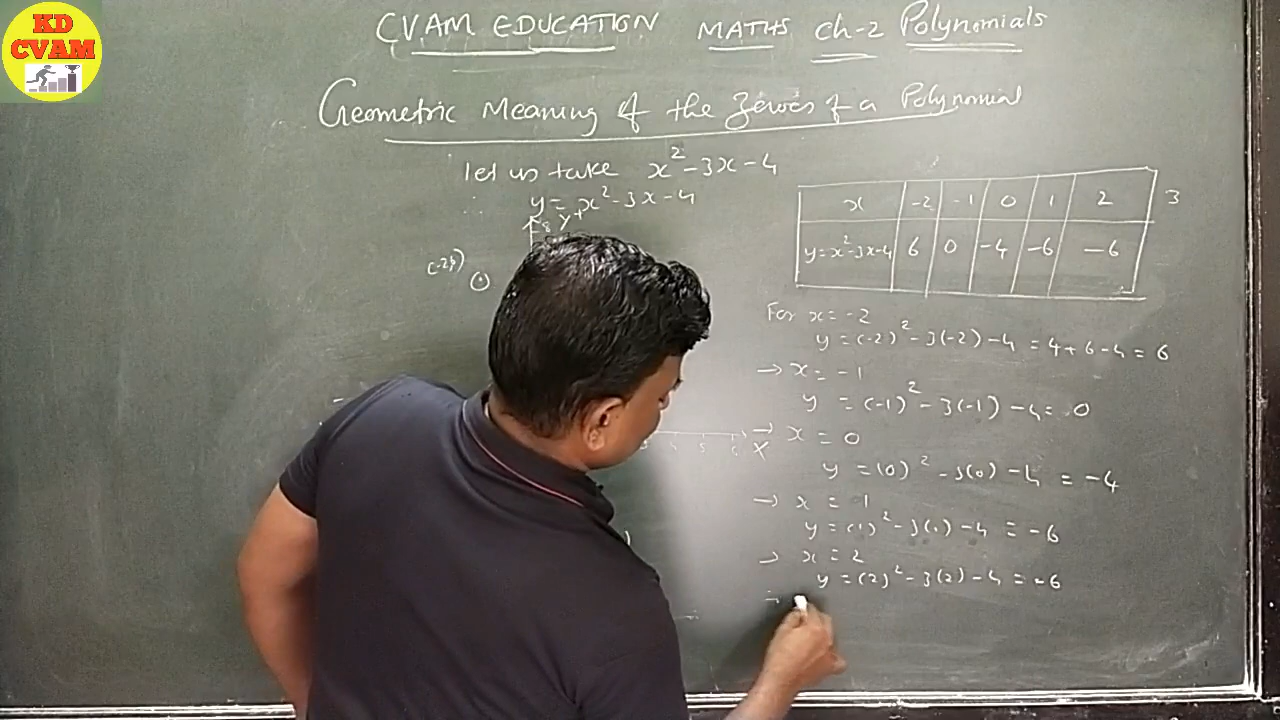 KD
CVAM
CVAM EDUCATION MATHS Ch-2 Polynomials
Geometric Meaning of the Zeroes of a Polynomial
let us take x² - 3x - 4
∴ y = x² - 3x - 4
x -2 -1 0 1 2 3
y = x² - 3x - 4 6 0 -4 -6 -6
For x = -2
y = (-2)² - 3(-2) - 4 = 4 + 6 - 4 = 6
→ x = -1
y = (-1)² - 3(-1) - 4 = 0
→ x = 0
y = (0)² - 3(0) - 4 = -4
→ x = 1
y = (1)² - 3(1) - 4 = -6
→ x = 2
y = (2)² - 3(2) - 4 = -6
8 Y
4 5 6 X